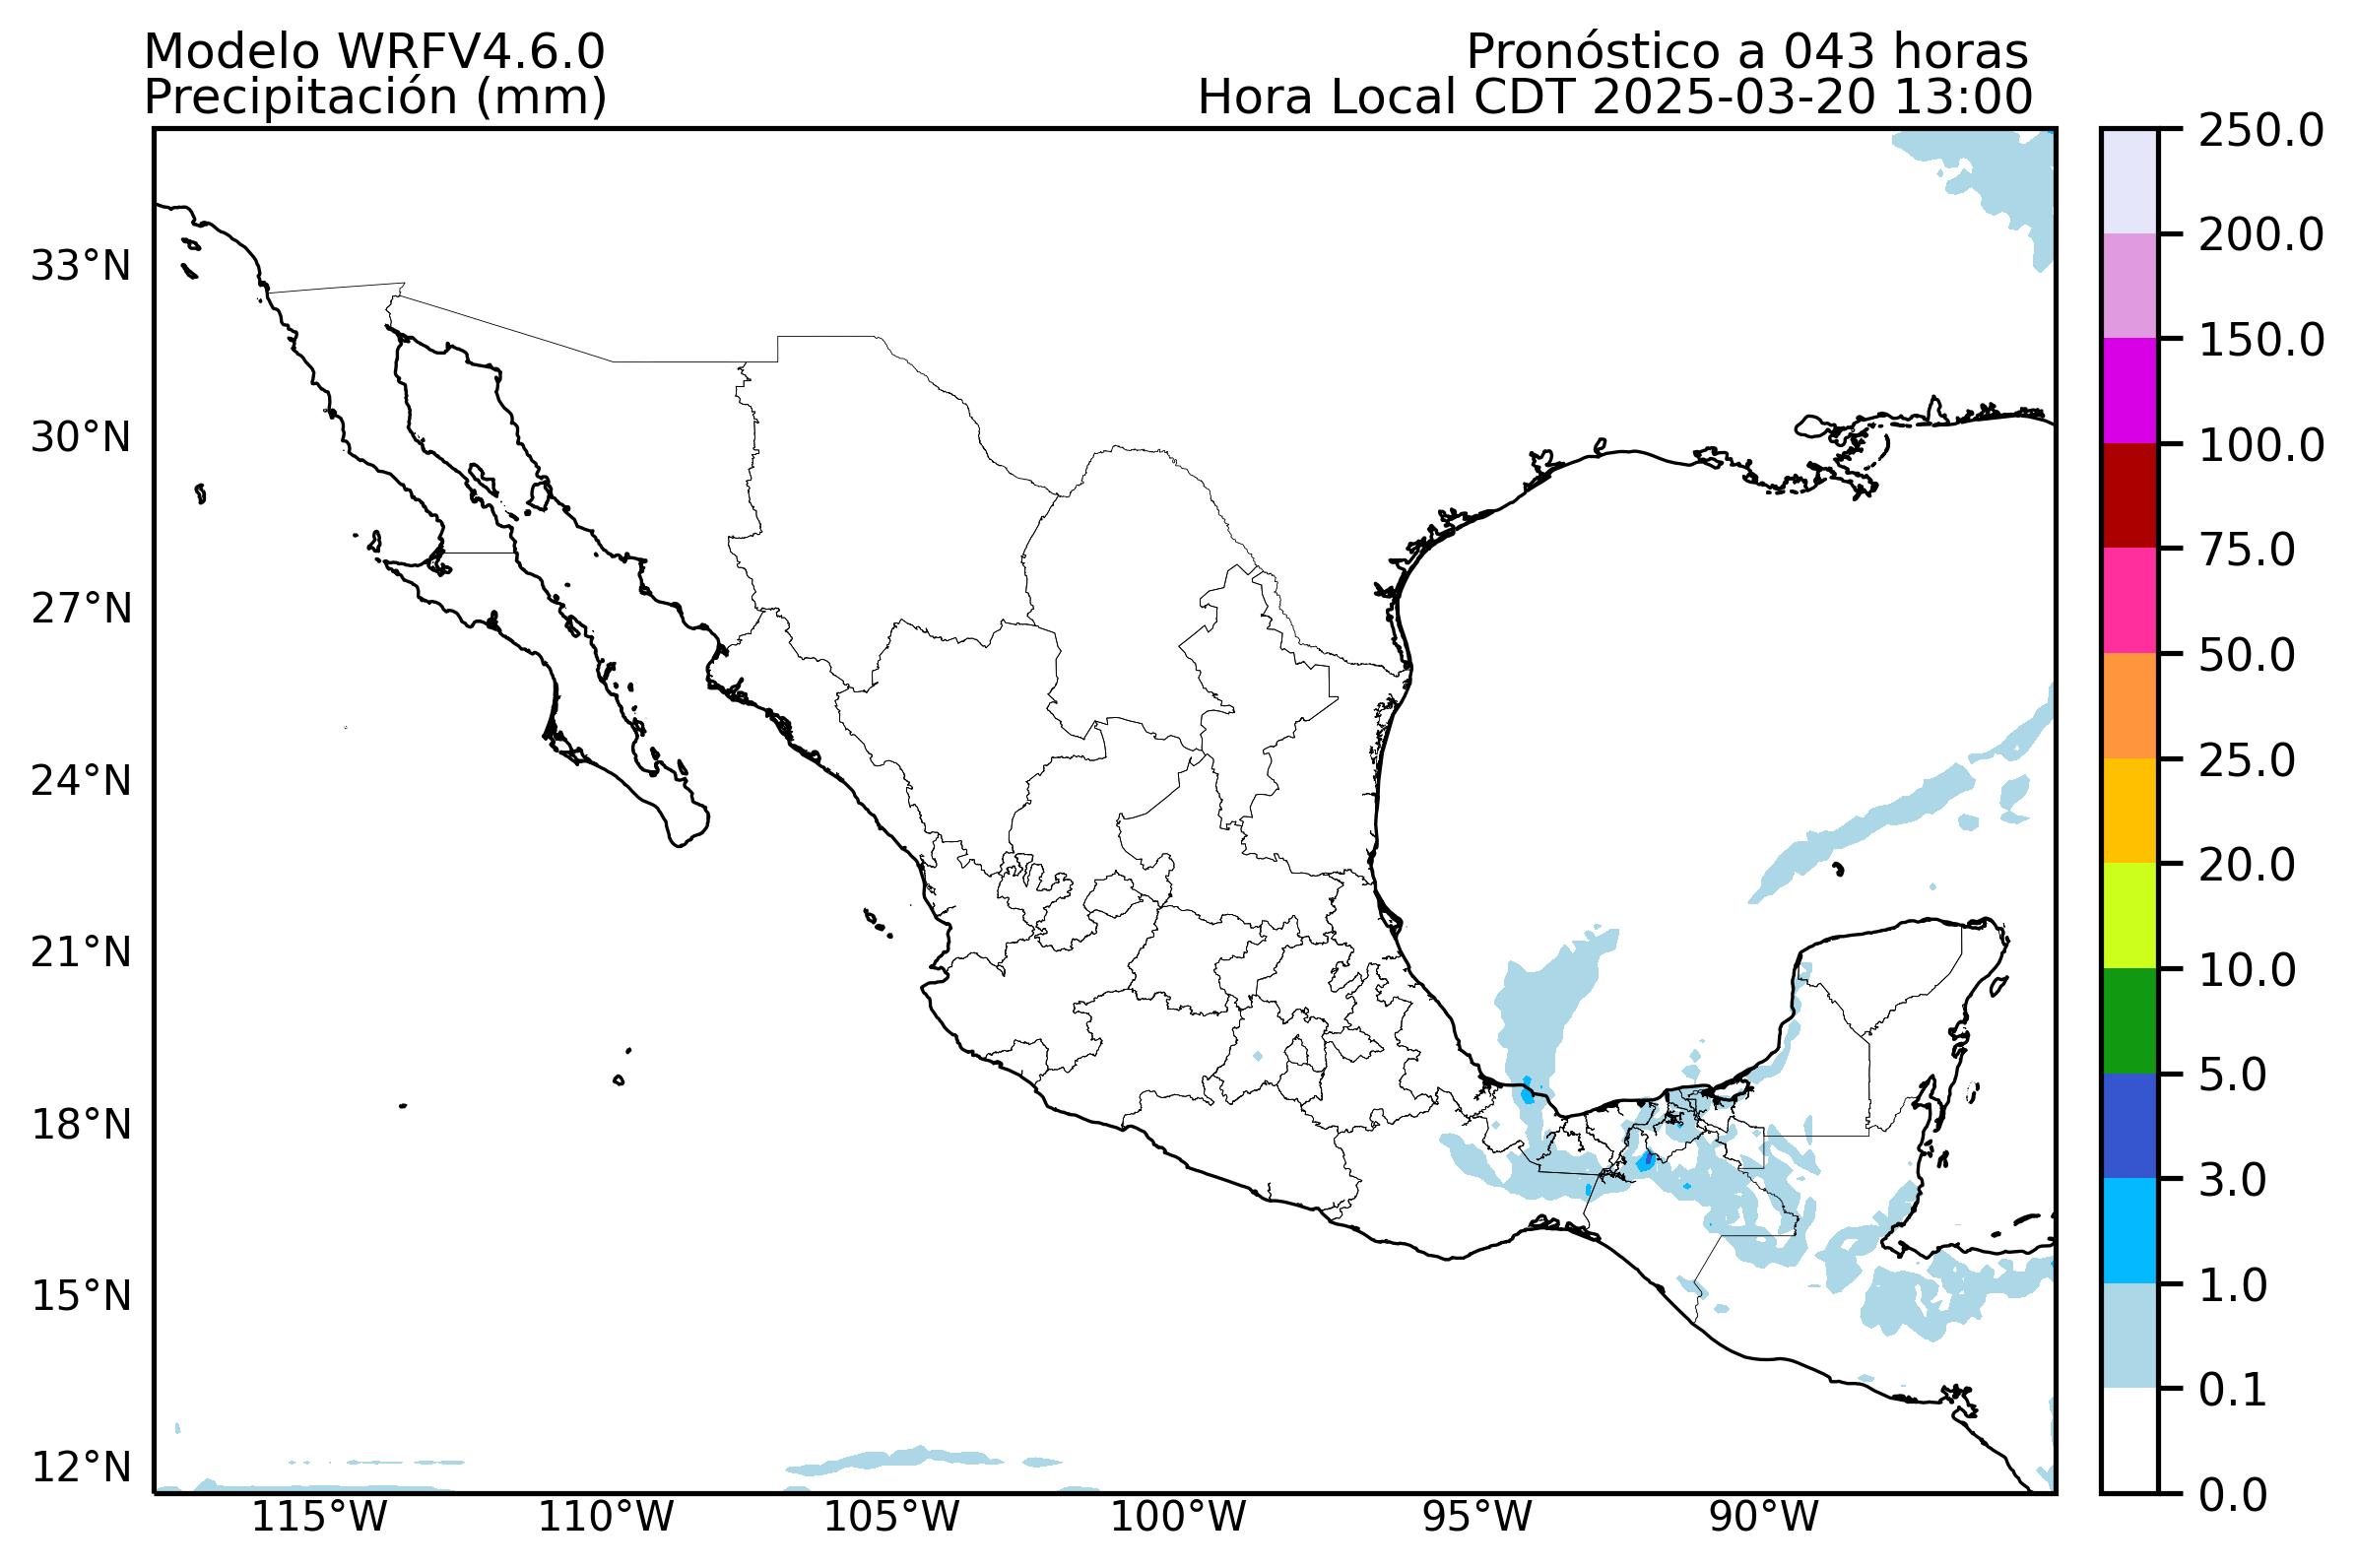 Modelo WRFV4.6.0
Pronóstico a 043 horas
Precipitación (mm)
Hora Local CDT 2025-03-20 13:00
250.0
200.0
150.0
100.0
75.0
50.0
25.0
20.0
10.0
5.0
3.0
1.0
0.1
0.0
33°N
30°N
27°N
24°N
21°N
18°N
15°N
12°N
115°W
110°W
105°W
100°W
95°W
90°W